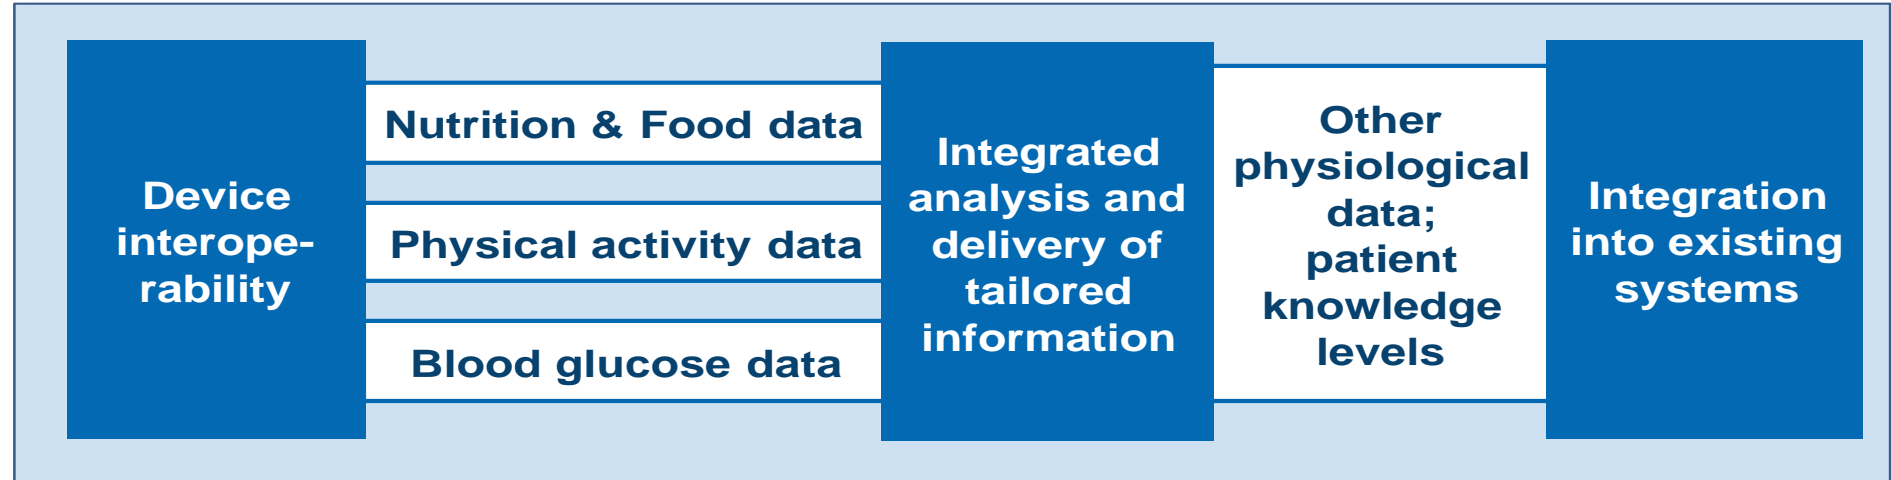 Device
interope-
rability
Nutrition & Food data
Physical activity data
Blood glucose data
Integrated
analysis and
delivery of
tailored
information
Other
physiological
data;
patient
knowledge
levels
Integration
into existing
systems